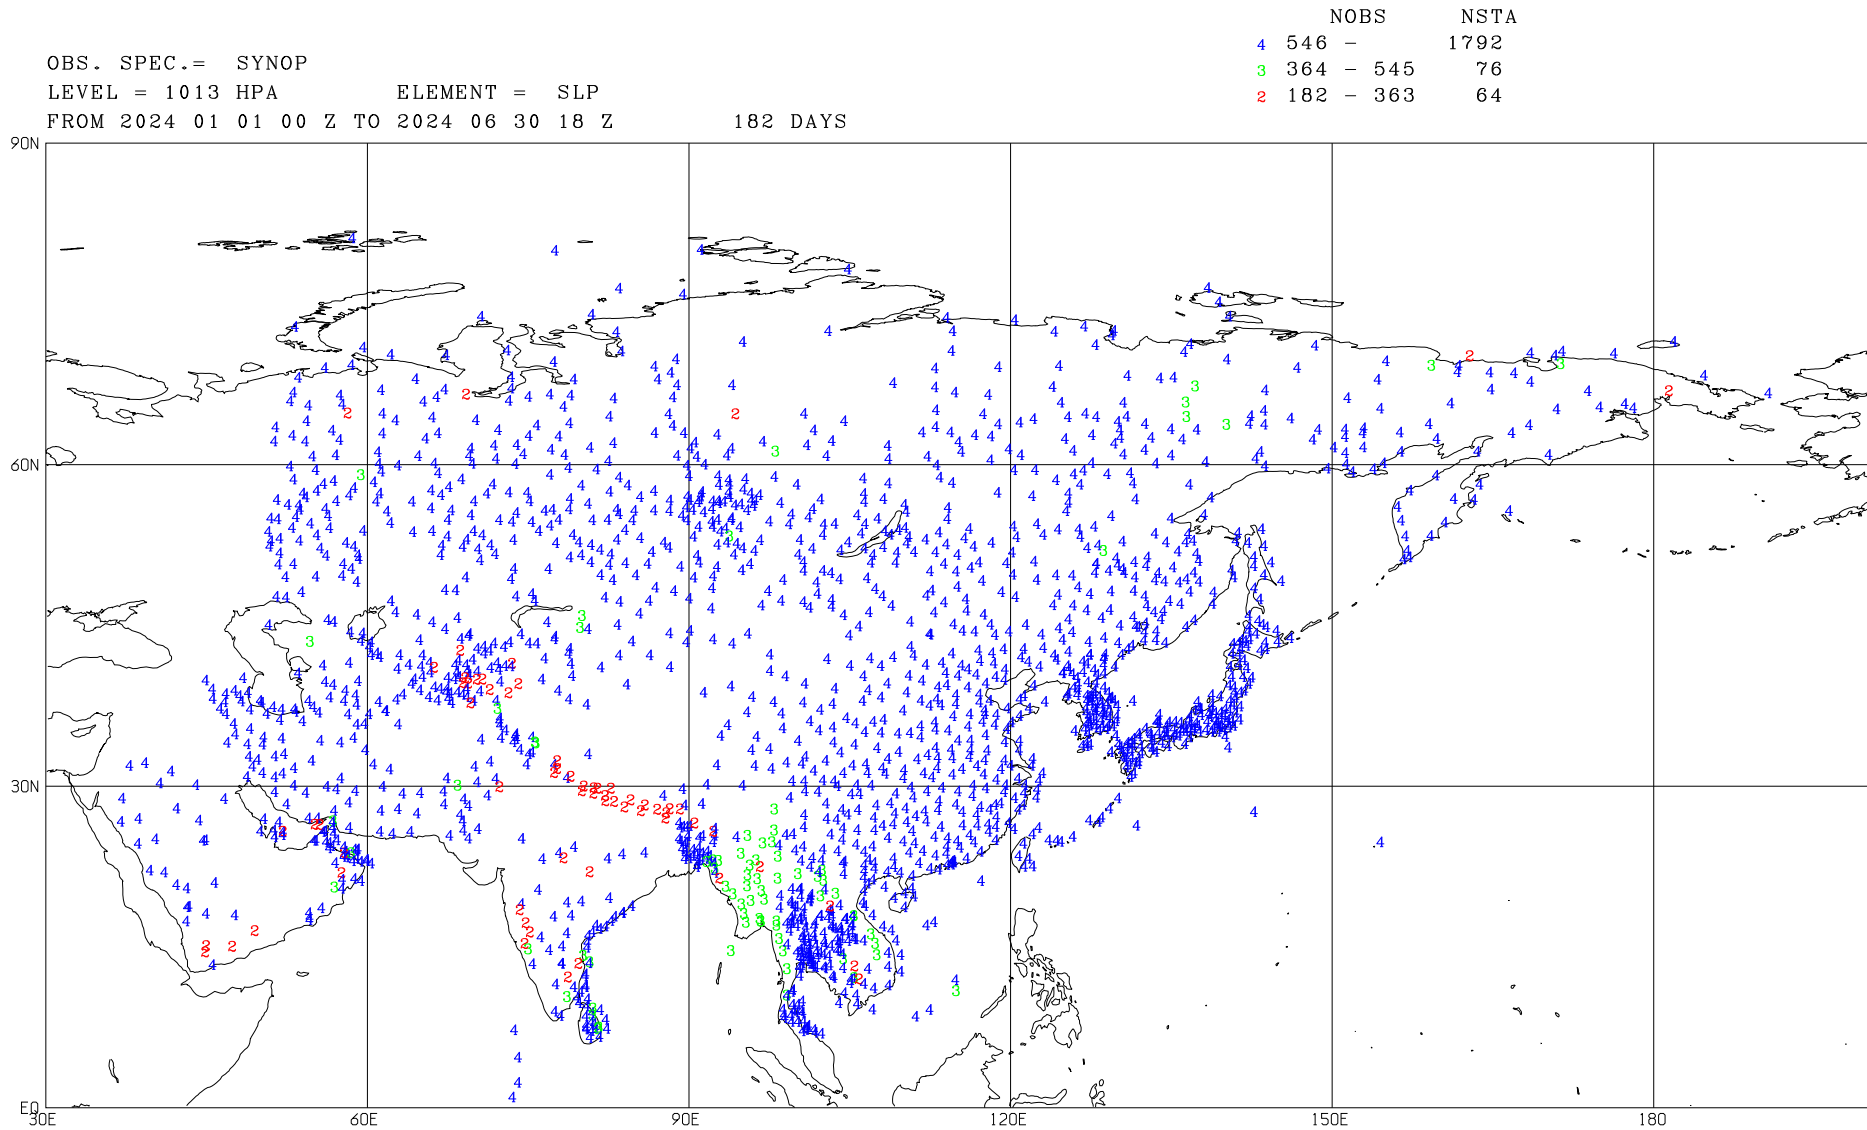 NOBS NSTA
4 546 – 1792
3 364 – 545 76
2 182 – 363 64
OBS. SPEC.= SYNOP
LEVEL = 1013 HPA ELEMENT = SLP
FROM 2024 01 01 00 Z TO 2024 06 30 18 Z 182 DAYS
90N
60N
30N
EQ
30E 60E 90E 120E 150E 180